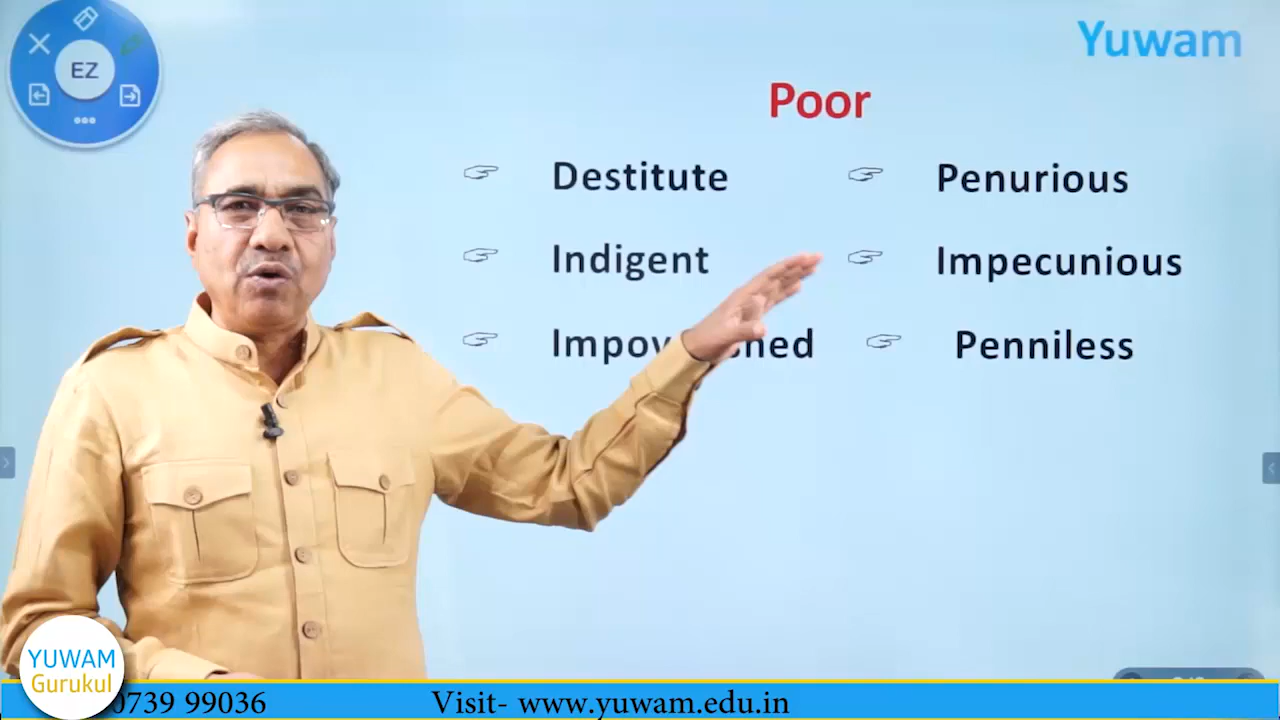 EZ
Yuwam
Poor
Destitute
Penurious
Indigent
Impecunious
Penniless
YUWAM
Gurukul
0739 99036
Visit- www.yuwam.edu.in